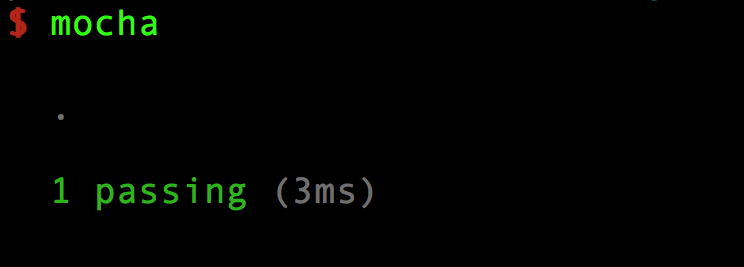 $ mocha
.
1 passing (3ms)